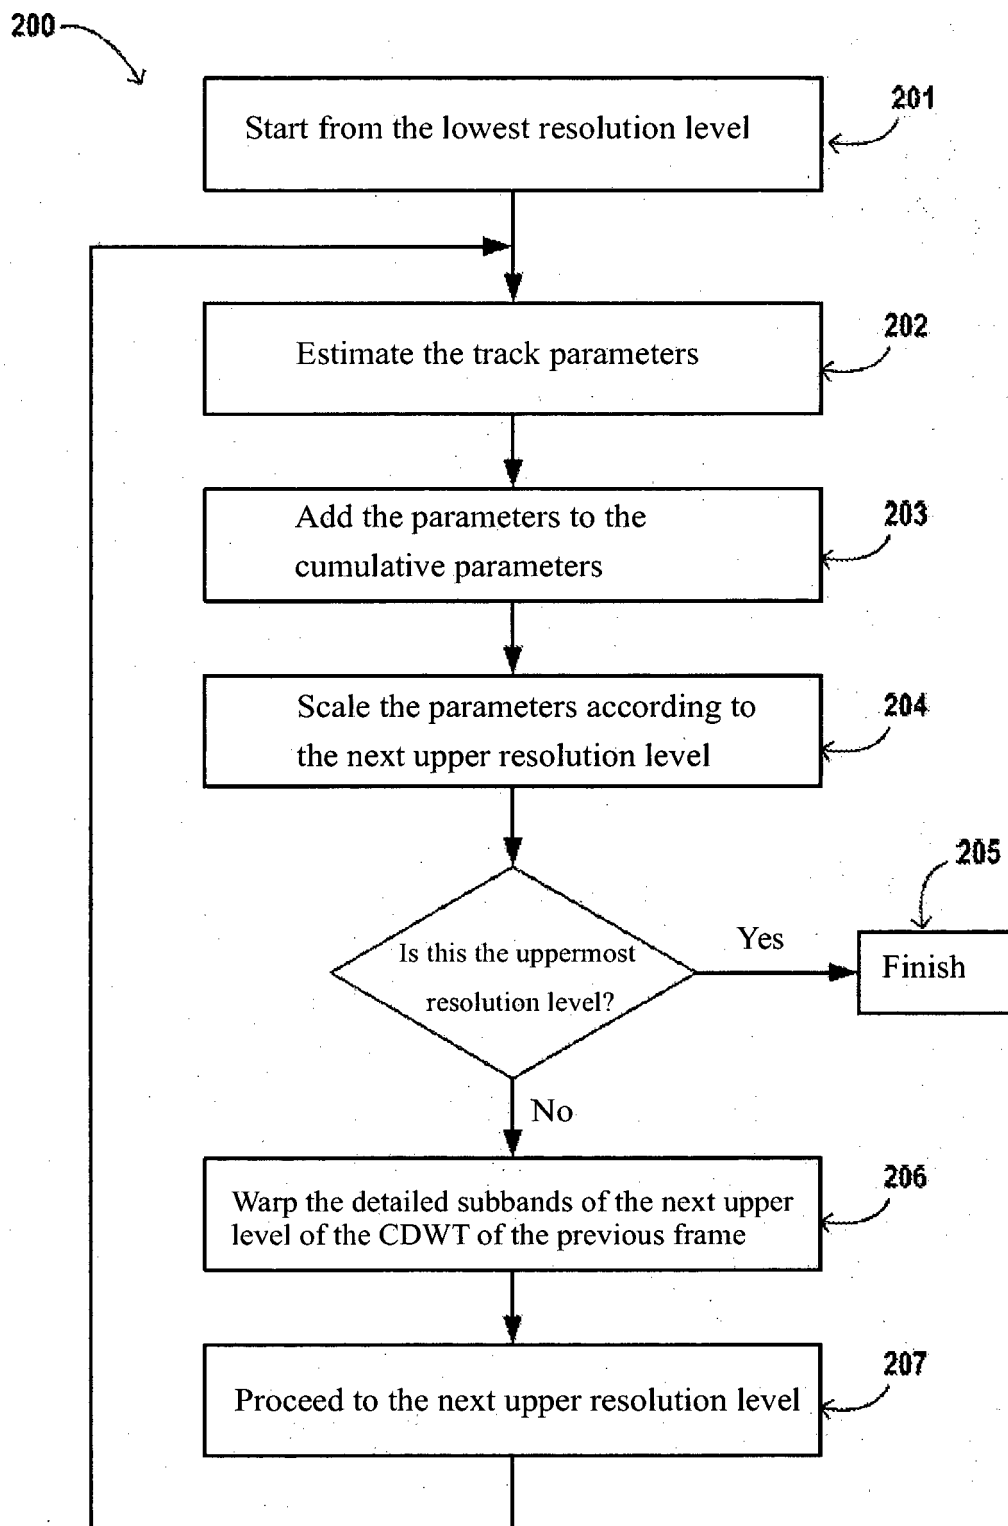 200
201
Start from the lowest resolution level
202
Estimate the track parameters
203
Add the parameters to the
cumulative parameters
204
Scale the parameters according to
the next upper resolution level
205
Is this the uppermost
resolution level?
Yes
Finish
No
206
Warp the detailed subbands of the next upper
level of the CDWT of the previous frame
207
Proceed to the next upper resolution level